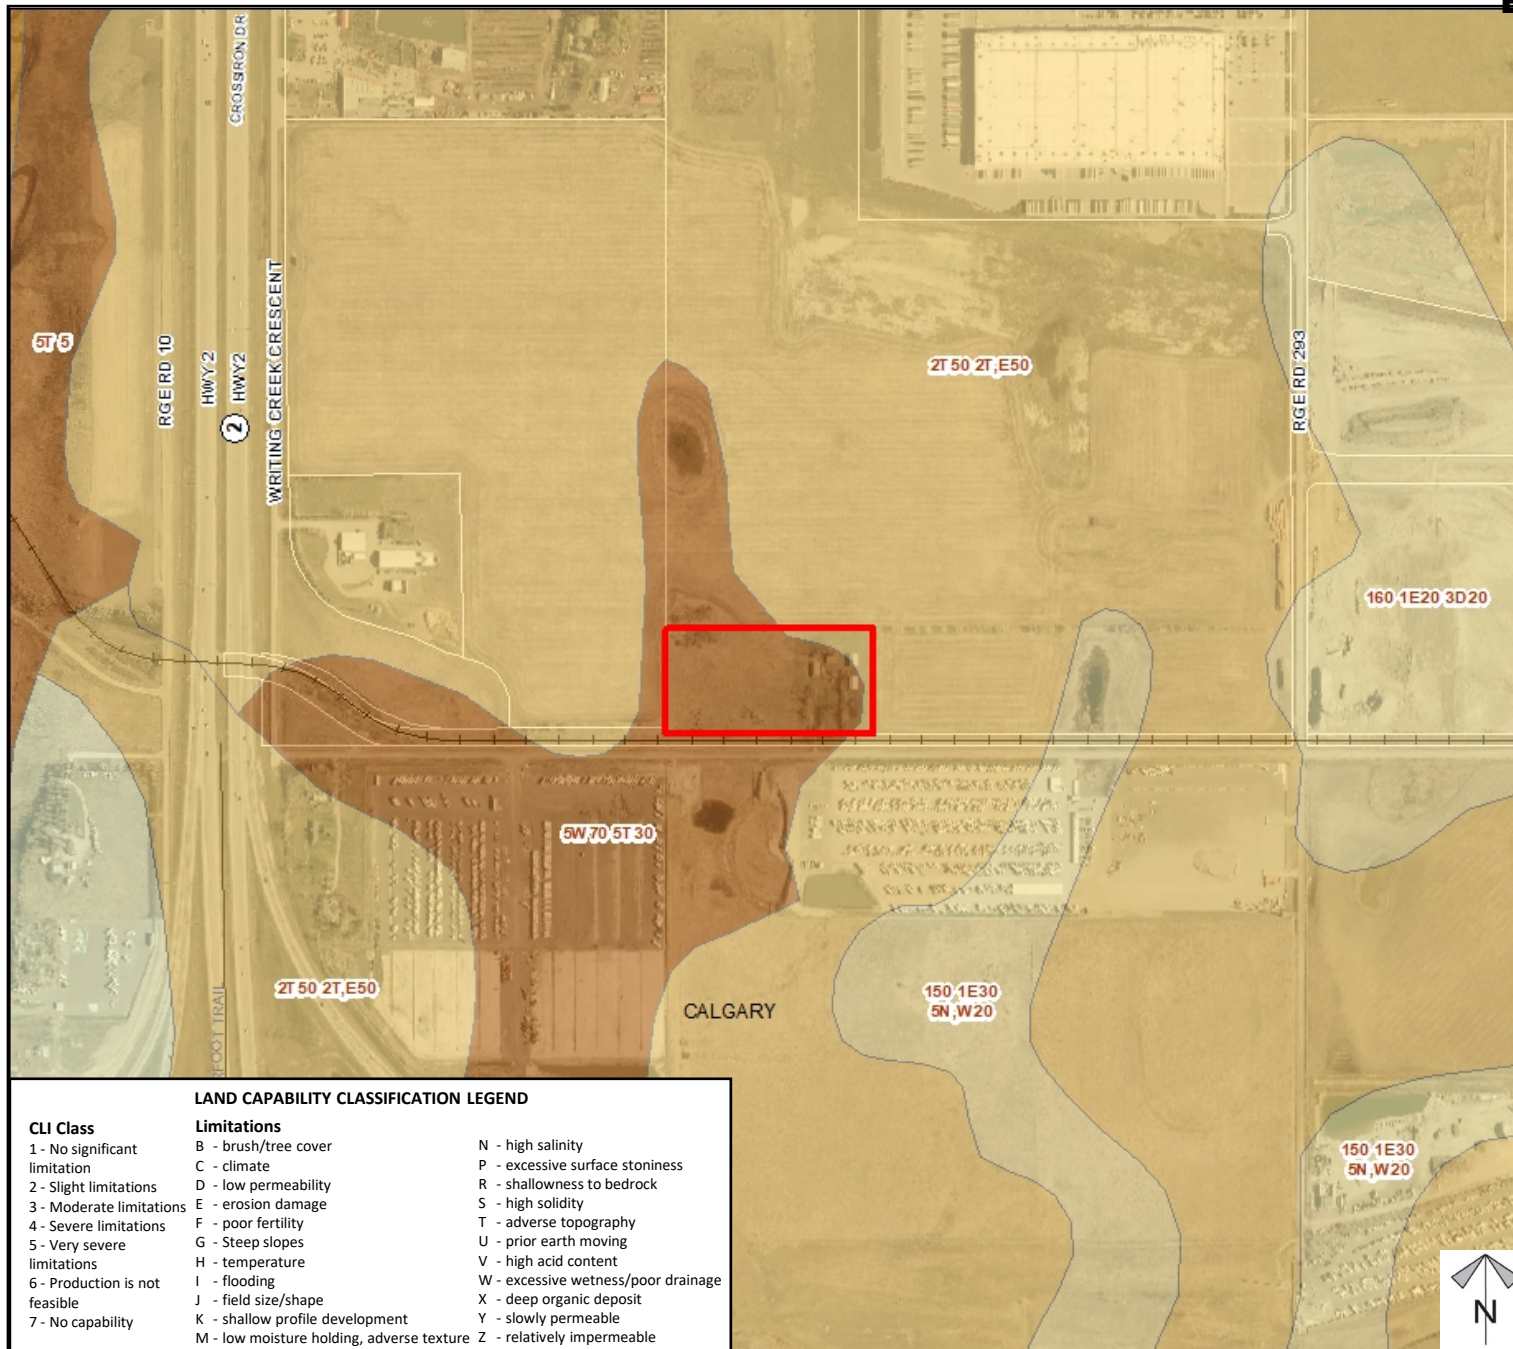 CROSSIRON DR
5T 5
RGE RD 10
HWY 2
HWY2
2
WRITING CREEK CRESCENT
2T 50 2T,E50
RGE RD 293
160 1E20 3D20
5W 70 5T 30
2T 50 2T,E50
CALGARY
150 1E30
5N,W20
RFOOT TRAIL
150 1E30
5N,W20
LAND CAPABILITY CLASSIFICATION LEGEND
CLI Class
1 - No significant
limitation
2 - Slight limitations
3 - Moderate limitations
4 - Severe limitations
5 - Very severe
limitations
6 - Production is not
feasible
7 - No capability
Limitations
B - brush/tree cover
C - climate
D - low permeability
E - erosion damage
F - poor fertility
G - Steep slopes
H - temperature
I - flooding
J - field size/shape
K - shallow profile development
M - low moisture holding, adverse texture
N - high salinity
P - excessive surface stoniness
R - shallowness to bedrock
S - high solidity
T - adverse topography
U - prior earth moving
V - high acid content
W - excessive wetness/poor drainage
X - deep organic deposit
Y - slowly permeable
Z - relatively impermeable
N